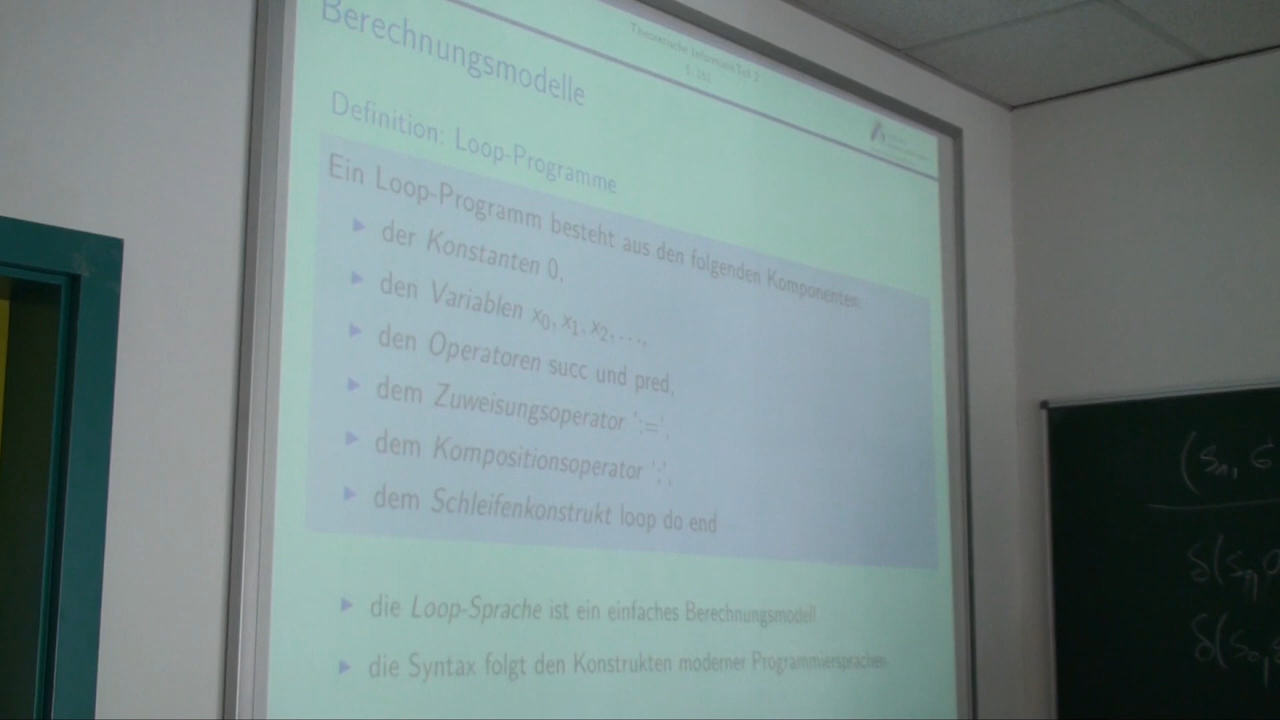 Theoretische Informatik Teil 2
Berechnungsmodelle
Definition: Loop-Programme
Ein Loop-Programm besteht aus den folgenden Komponenten:
▶ der Konstanten 0,
▶ den Variablen x₀, x₁, x₂, . . .,
▶ den Operatoren succ und pred,
▶ dem Zuweisungsoperator ':=',
▶ dem Kompositionsoperator ';',
▶ dem Schleifenkonstrukt loop do end
▶ die Loop-Sprache ist ein einfaches Berechnungsmodell
▶ die Syntax folgt den Konstrukten moderner Programmiersprachen